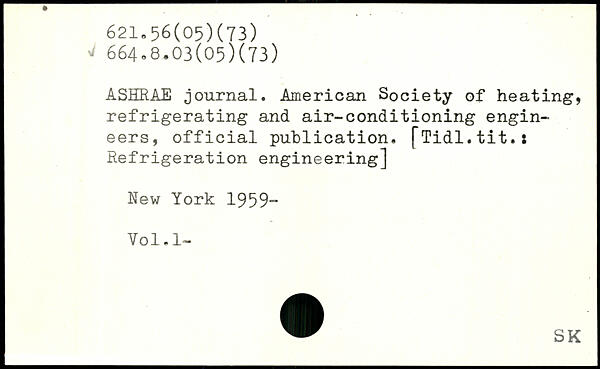 621.56(05)(73)
664.8.03(05)(73)
ASHRAE journal. American Society of heating,
refrigerating and air-conditioning engin-
eers, official publication. [Tidl.tit.:
Refrigeration engineering]
New York 1959-
Vol.1-
SK